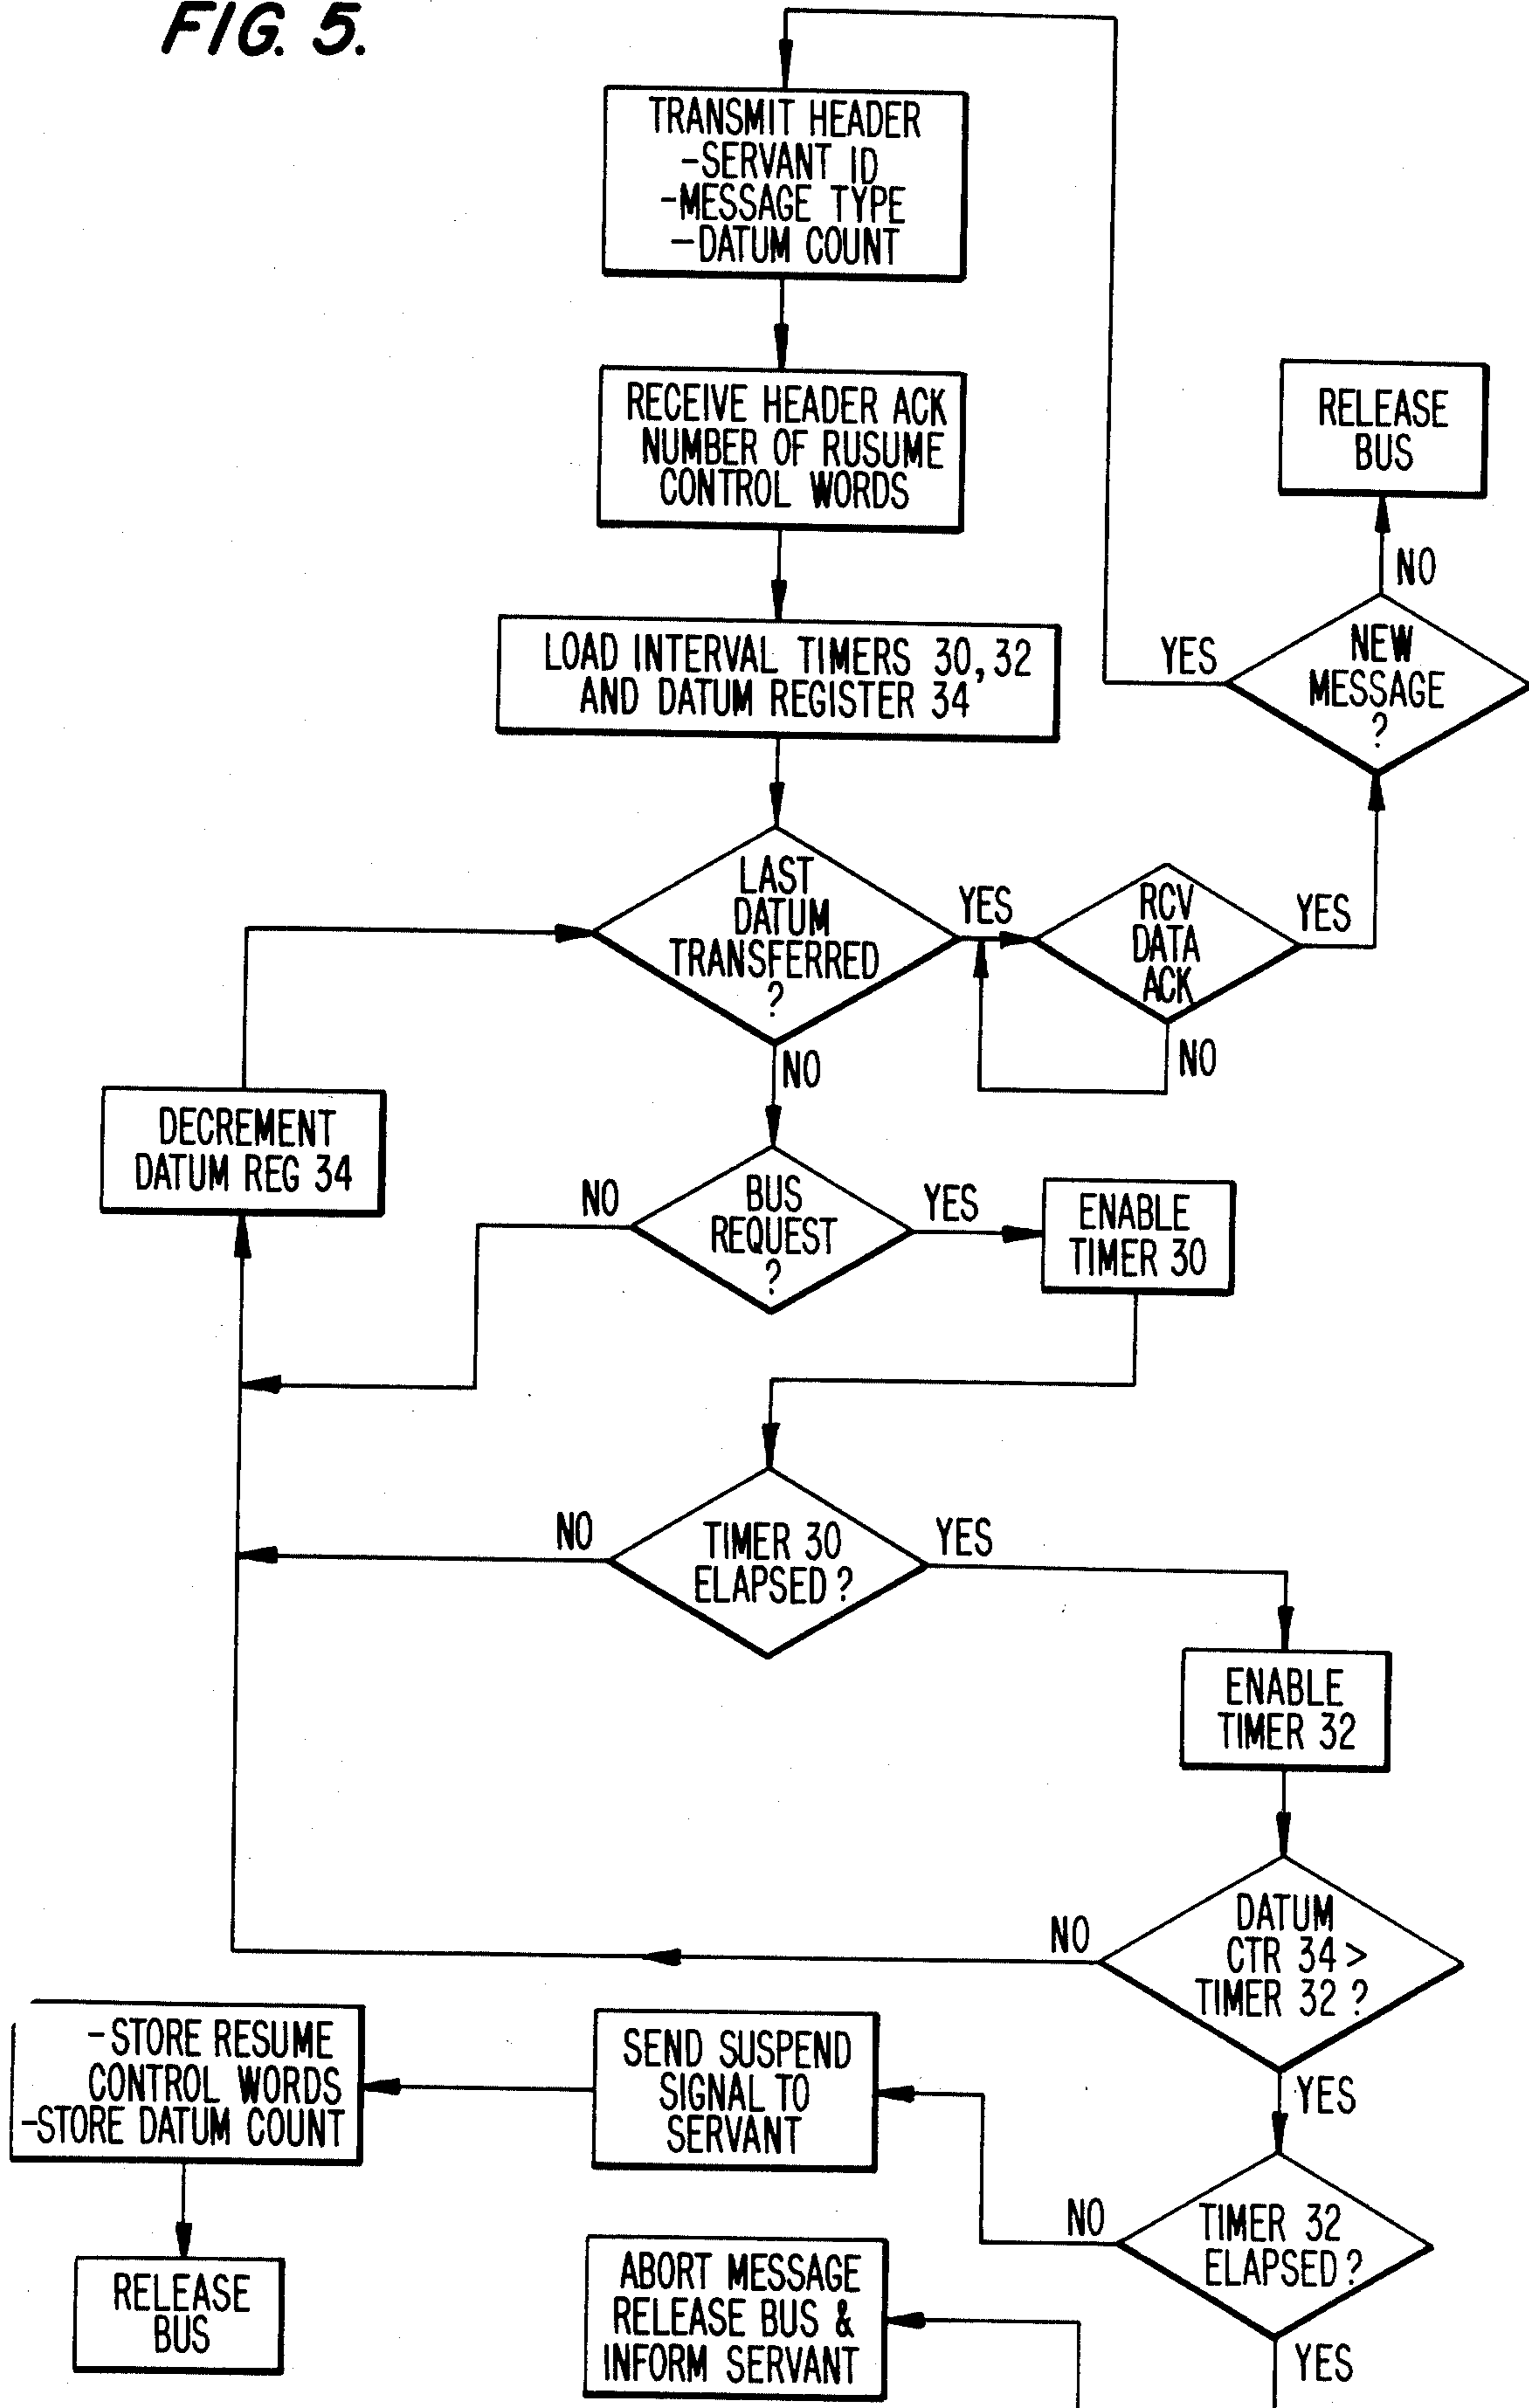 FIG. 5.
TRANSMIT HEADER
-SERVANT ID
-MESSAGE TYPE
-DATUM COUNT
RECEIVE HEADER ACK
NUMBER OF RUSUME
CONTROL WORDS
RELEASE
BUS
NO
LOAD INTERVAL TIMERS 30, 32
AND DATUM REGISTER 34
YES
NEW
MESSAGE
?
LAST
DATUM
TRANSFERRED
?
YES
RCV
DATA
ACK
YES
NO
NO
DECREMENT
DATUM REG 34
NO
BUS
REQUEST
?
YES
ENABLE
TIMER 30
NO
TIMER 30
ELAPSED ?
YES
ENABLE
TIMER 32
NO
DATUM
CTR 34 >
TIMER 32 ?
YES
-STORE RESUME
CONTROL WORDS
-STORE DATUM COUNT
SEND SUSPEND
SIGNAL TO
SERVANT
NO
TIMER 32
ELAPSED ?
YES
RELEASE
BUS
ABORT MESSAGE
RELEASE BUS &
INFORM SERVANT